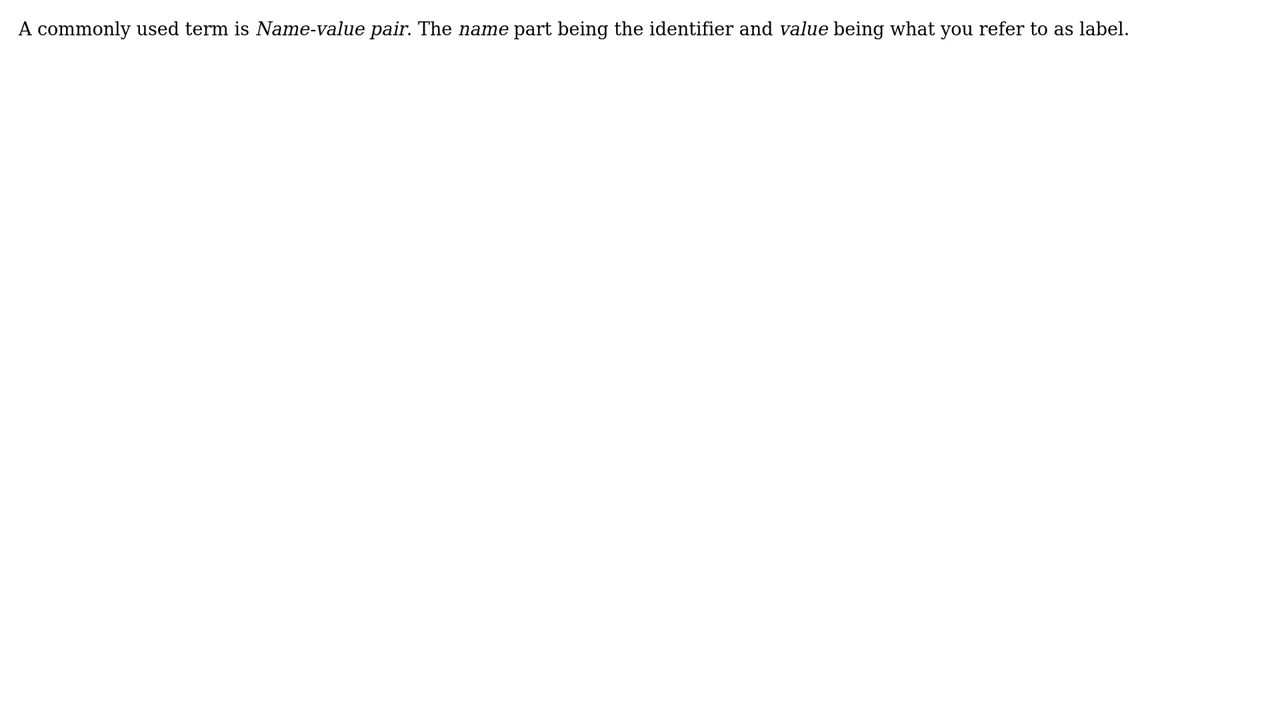 A commonly used term is Name-value pair. The name part being the identifier and value being what you refer to as label.